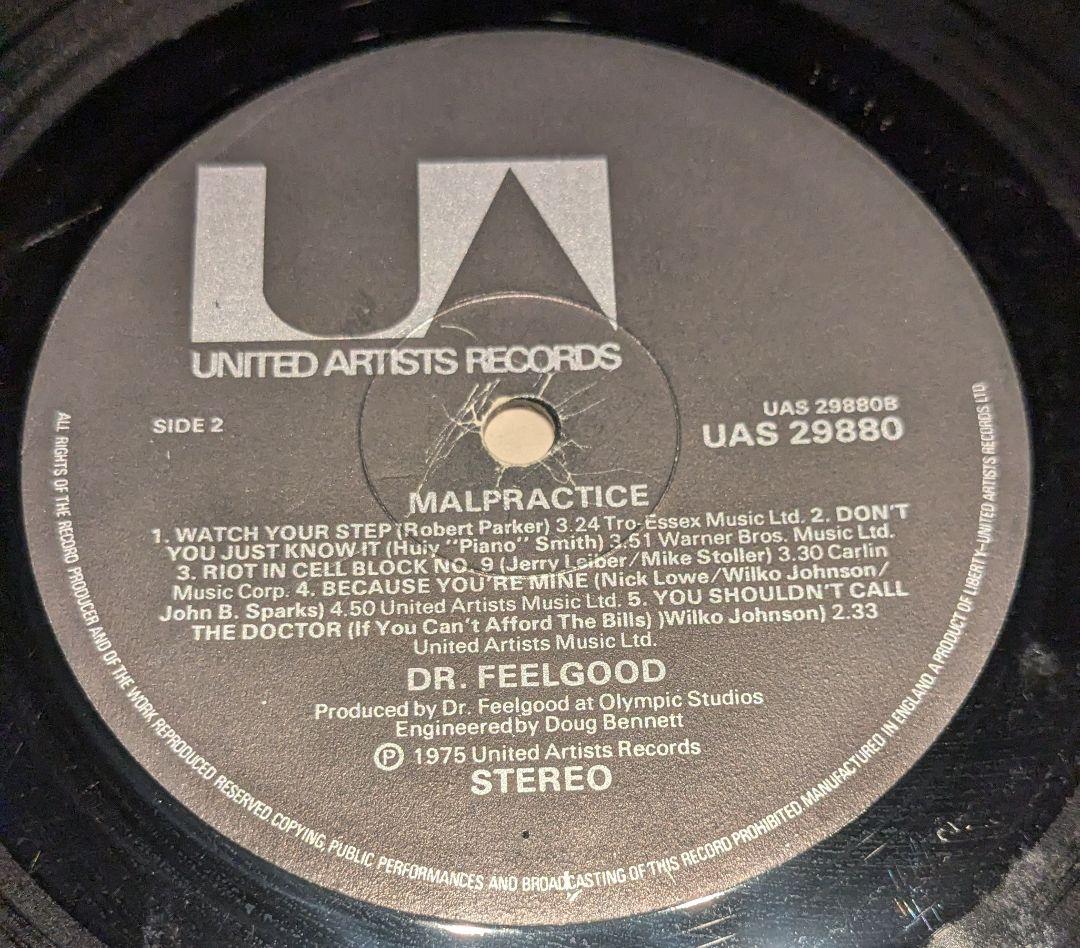 UA
UNITED ARTISTS RECORDS
SIDE 2
UAS 29880B
UAS 29880
MALPRACTICE
1. WATCH YOUR STEP (Robert Parker) 3.24 Tro-Essex Music Ltd. 2. DON'T
YOU JUST KNOW IT (Huiy "Piano" Smith) 3.51 Warner Bros. Music Ltd.
3. RIOT IN CELL BLOCK NO. 9 (Jerry Leiber/Mike Stoller) 3.30 Carlin
Music Corp. 4. BECAUSE YOU'RE MINE (Nick Lowe/Wilko Johnson/
John B. Sparks) 4.50 United Artists Music Ltd. 5. YOU SHOULDN'T CALL
THE DOCTOR (If You Can't Afford The Bills) )Wilko Johnson) 2.33
United Artists Music Ltd.
DR. FEELGOOD
Produced by Dr. Feelgood at Olympic Studios
Engineered by Doug Bennett
Ⓟ 1975 United Artists Records
STEREO
ALL RIGHTS OF THE RECORD PRODUCER AND OF THE WORK REPRODUCED RESERVED. COPYING, PUBLIC PERFORMANCES AND BROADCASTING OF THIS RECORD PROHIBITED. MANUFACTURED IN ENGLAND. A PRODUCT OF LIBERTY-UNITED ARTISTS RECORDS LTD.